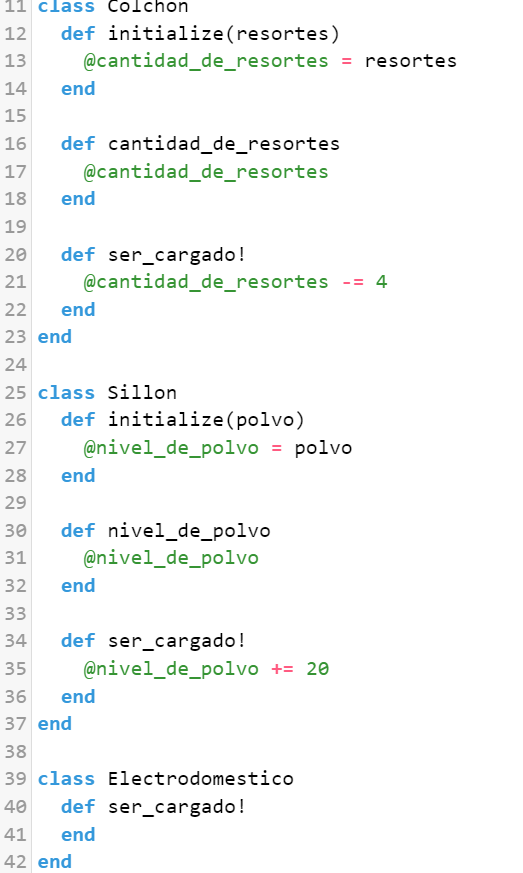 11 class Colchon
12   def initialize(resortes)
13     @cantidad_de_resortes = resortes
14   end
15
16   def cantidad_de_resortes
17     @cantidad_de_resortes
18   end
19
20   def ser_cargado!
21     @cantidad_de_resortes -= 4
22   end
23 end
24
25 class Sillon
26   def initialize(polvo)
27     @nivel_de_polvo = polvo
28   end
29
30   def nivel_de_polvo
31     @nivel_de_polvo
32   end
33
34   def ser_cargado!
35     @nivel_de_polvo += 20
36   end
37 end
38
39 class Electrodomestico
40   def ser_cargado!
41   end
42 end